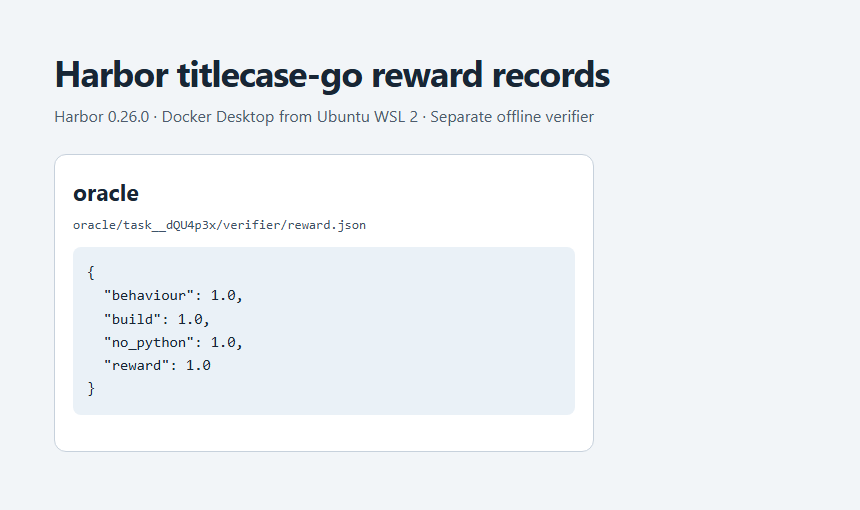 Harbor titlecase-go reward records
Harbor 0.26.0 · Docker Desktop from Ubuntu WSL 2 · Separate offline verifier
oracle
oracle/task__dQU4p3x/verifier/reward.json
{
  "behaviour": 1.0,
  "build": 1.0,
  "no_python": 1.0,
  "reward": 1.0
}